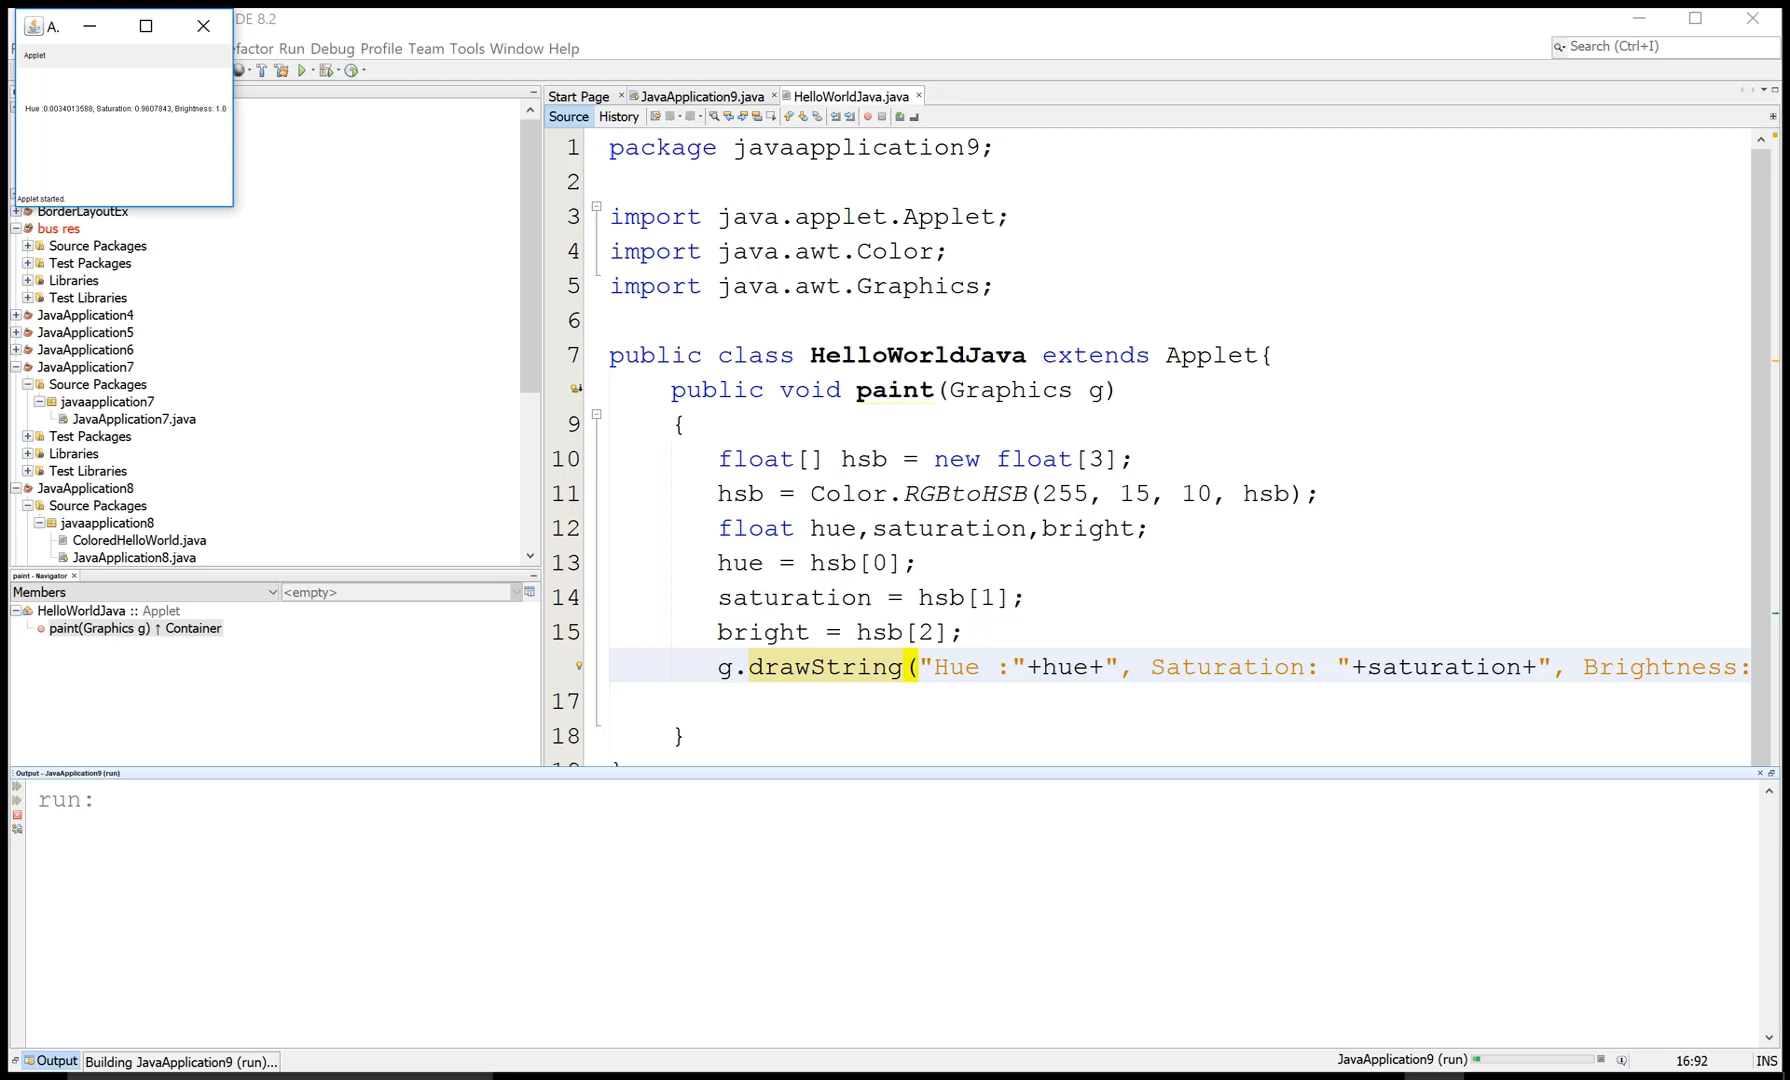 A.
DE 8.2
efactor Run Debug Profile Team Tools Window Help
Search (Ctrl+I)
Applet
Hue :0.0034013588, Saturation: 0.9607843, Brightness: 1.0
Applet started.
BorderLayoutEx
bus res
Source Packages
Test Packages
Libraries
Test Libraries
JavaApplication4
JavaApplication5
JavaApplication6
JavaApplication7
Source Packages
javaapplication7
JavaApplication7.java
Test Packages
Libraries
Test Libraries
JavaApplication8
Source Packages
javaapplication8
ColoredHelloWorld.java
JavaApplication8.java
paint - Navigator
Members
<empty>
HelloWorldJava :: Applet
paint(Graphics g) ↑ Container
Start Page
JavaApplication9.java
HelloWorldJava.java
Source History
1 package javaapplication9;
2
3 import java.applet.Applet;
4 import java.awt.Color;
5 import java.awt.Graphics;
6
7 public class HelloWorldJava extends Applet{
public void paint(Graphics g)
9 {
10 float[] hsb = new float[3];
11 hsb = Color.RGBtoHSB(255, 15, 10, hsb);
12 float hue,saturation,bright;
13 hue = hsb[0];
14 saturation = hsb[1];
15 bright = hsb[2];
g.drawString("Hue :"+hue+", Saturation: "+saturation+", Brightness:
17
18 }
Output - JavaApplication9 (run)
run:
Output
Building JavaApplication9 (run)...
JavaApplication9 (run)
16:92
INS